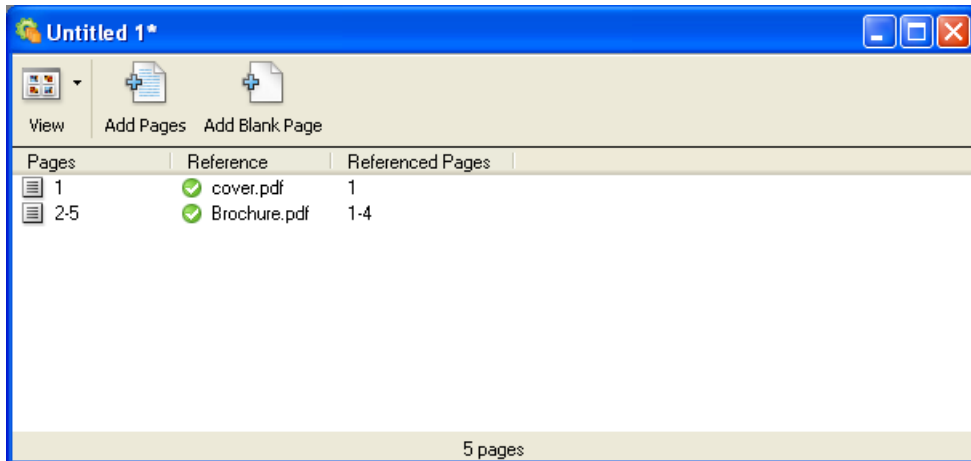 Untitled 1*
View Add Pages Add Blank Page
Pages Reference Referenced Pages
1 cover.pdf 1
2-5 Brochure.pdf 1-4
5 pages